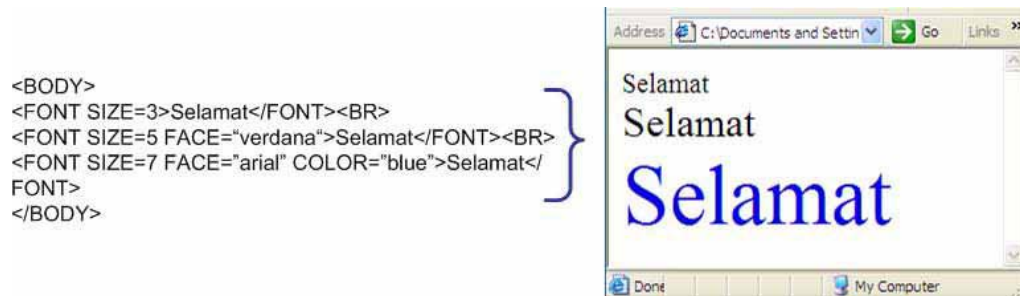 <BODY>
<FONT SIZE=3>Selamat</FONT><BR>
<FONT SIZE=5 FACE=“verdana“>Selamat</FONT><BR>
<FONT SIZE=7 FACE=”arial” COLOR=”blue”>Selamat</
FONT>
</BODY>
Address C:\Documents and Settin Go Links »
Selamat
Selamat
Selamat
Done My Computer